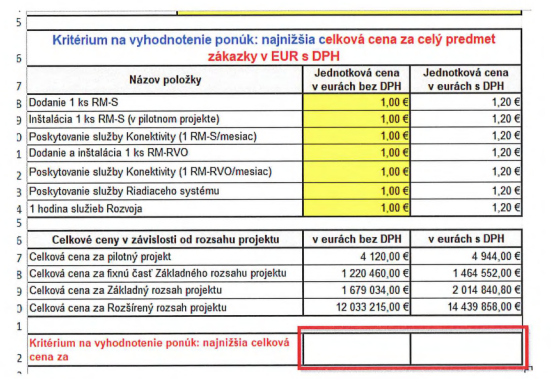 5
Kritérium na vyhodnotenie ponúk: najnižšia celková cena za celý predmet
6 zákazky v EUR s DPH
7 Názov položky Jednotková cena v eurách bez DPH Jednotková cena v eurách s DPH
8 Dodanie 1 ks RM-S 1,00 € 1,20 €
9 Inštalácia 1 ks RM-S (v pilotnom projekte) 1,00 € 1,20 €
0 Poskytovanie služby Konektivity (1 RM-S/mesiac) 1,00 € 1,20 €
1 Dodanie a inštalácia 1 ks RM-RVO 1,00 € 1,20 €
2 Poskytovanie služby Konektivity (1 RM-RVO/mesiac) 1,00 € 1,20 €
3 Poskytovanie služby Riadiaceho systému 1,00 € 1,20 €
4 1 hodina služieb Rozvoja 1,00 € 1,20 €
5
6 Celkové ceny v závislosti od rozsahu projektu v eurách bez DPH v eurách s DPH
7 Celková cena za pilotný projekt 4 120,00 € 4 944,00 €
8 Celková cena za fixnú časť Základného rozsahu projektu 1 220 460,00 € 1 464 552,00 €
9 Celková cena za Základný rozsah projektu 1 679 034,00 € 2 014 840,80 €
0 Celková cena za Rozšírený rozsah projektu 12 033 215,00 € 14 439 858,00 €
1
Kritérium na vyhodnotenie ponúk: najnižšia celková
2 cena za